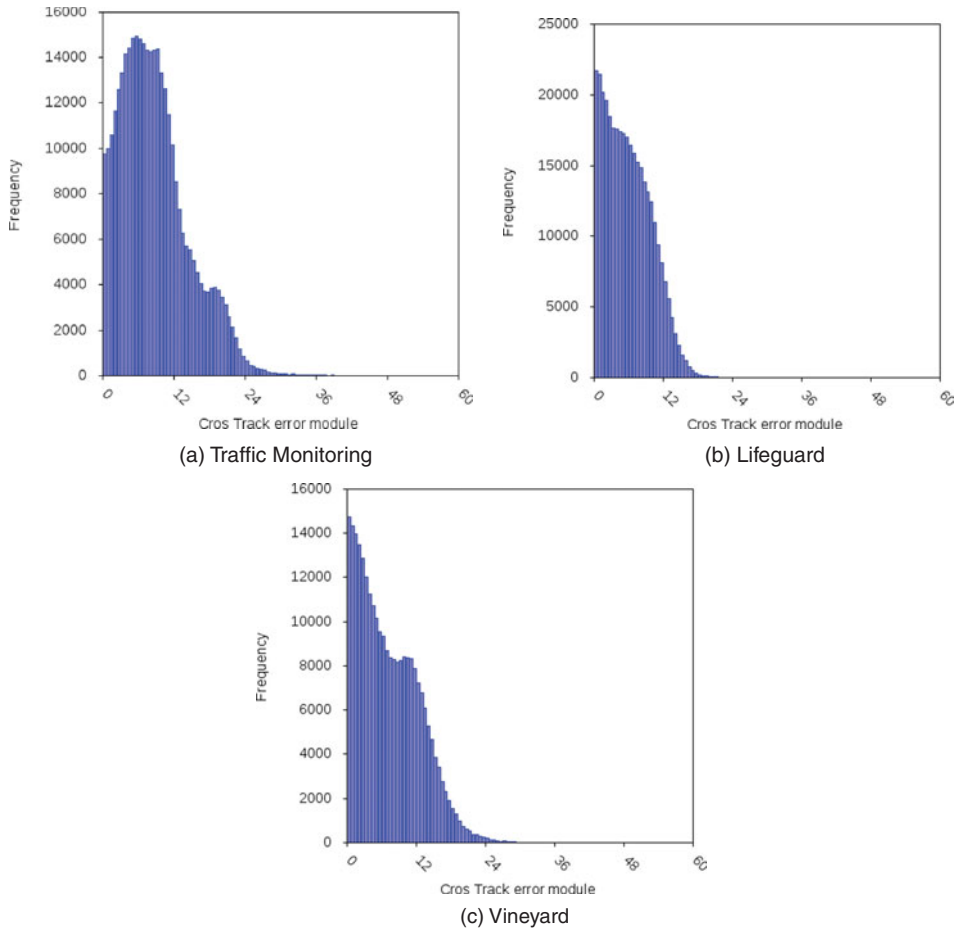 16000
14000
12000
10000
8000
6000
4000
2000
0
Frequency
0 12 24 36 48 60
Cros Track error module
(a) Traffic Monitoring
25000
20000
15000
10000
5000
0
Frequency
0 12 24 36 48 60
Cros Track error module
(b) Lifeguard
16000
14000
12000
10000
8000
6000
4000
2000
0
Frequency
0 12 24 36 48 60
Cros Track error module
(c) Vineyard